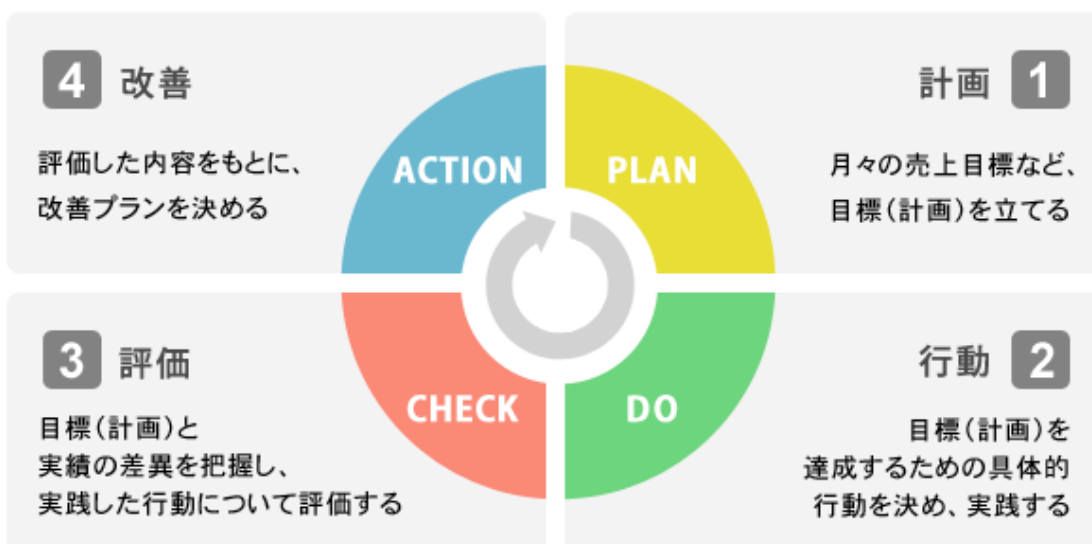 4 改善
評価した内容をもとに、
改善プランを決める
ACTION
計画 1
月々の売上目標など、
目標(計画)を立てる
PLAN
3 評価
目標(計画)と
実績の差異を把握し、
実践した行動について評価する
CHECK
行動 2
目標(計画)を
達成するための具体的
行動を決め、実践する
DO